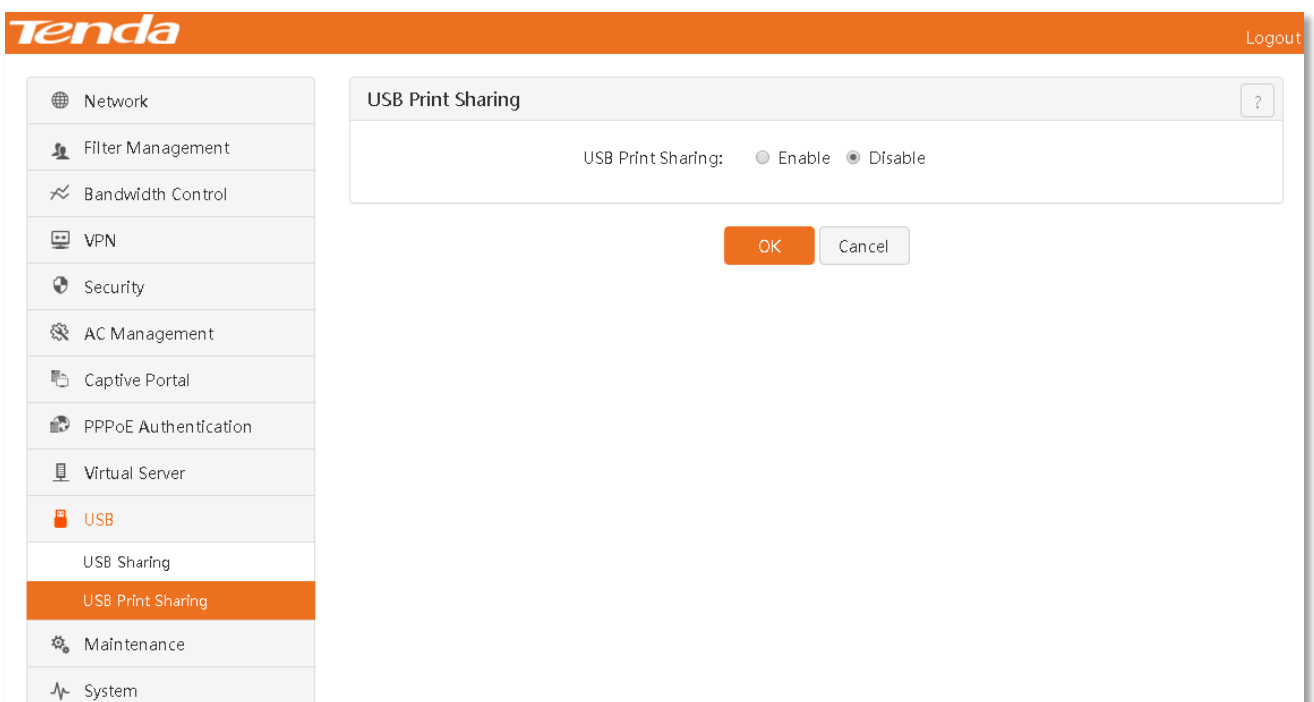 Tenda
Logout
Network
Filter Management
Bandwidth Control
VPN
Security
AC Management
Captive Portal
PPPoE Authentication
Virtual Server
USB
USB Sharing
USB Print Sharing
Maintenance
System
USB Print Sharing
?
USB Print Sharing: Enable Disable
OK Cancel